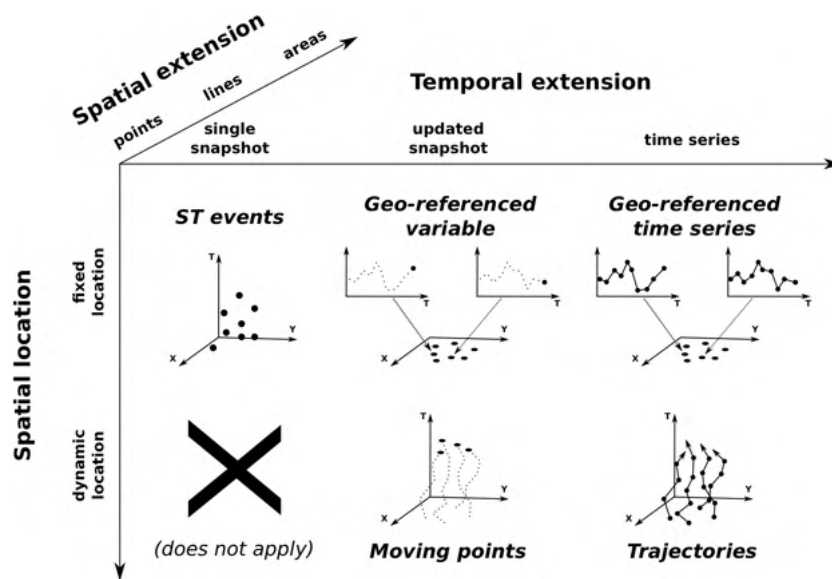 Spatial extension
points
lines
areas
Temporal extension
single
snapshot
updated
snapshot
time series
Spatial location
fixed
location
ST events
T
Y
X
Geo-referenced
variable
T
T
Y
X
Geo-referenced
time series
T
T
Y
X
dynamic
location
(does not apply)
T
Y
X
Moving points
T
Y
X
Trajectories